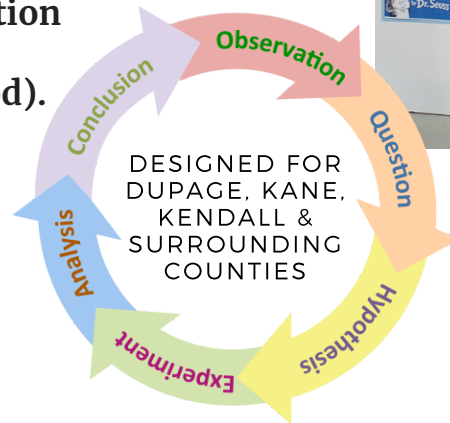 tion
d).
Dr. Seuss
Observation
Question
Hypothesis
Experiment
Analysis
Conclusion
DESIGNED FOR
DUPAGE, KANE,
KENDALL &
SURROUNDING
COUNTIES